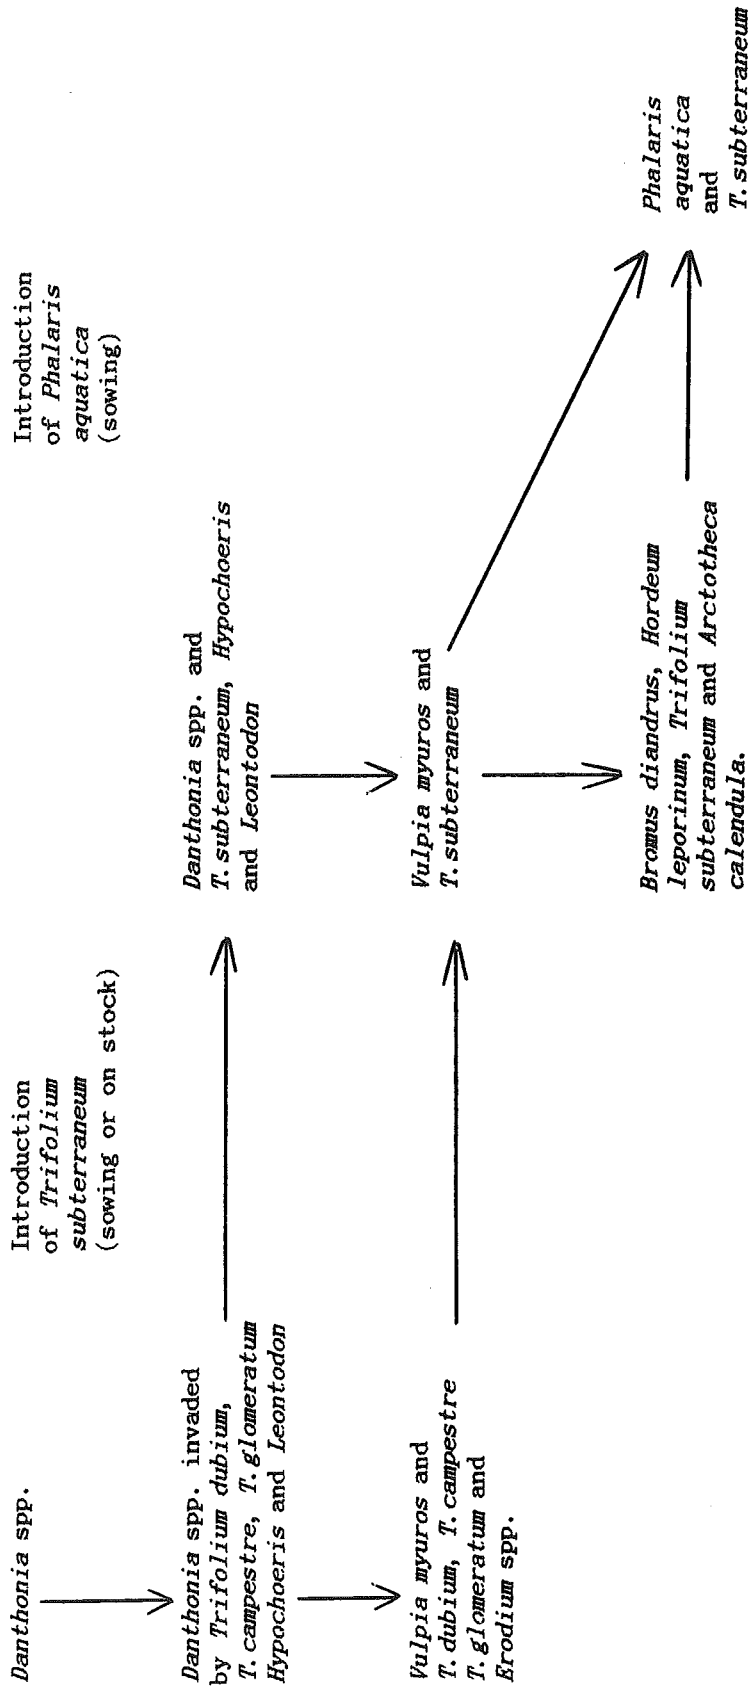 Danthonia spp.
Danthonia spp. invaded
by Trifolium dubium,
T.campestre, T.glomeratum
Hypochoeris and Leontodon
Vulpia myuros and
T.dubium, T.campestre
T.glomeratum and
Erodium spp.
Introduction
of Trifolium
subterraneum
(sowing or on stock)
Danthonia spp. and
T.subterraneum, Hypochoeris
and Leontodon
Vulpia myuros and
T.subterraneum
Bromus diandrus, Hordeum
leporinum, Trifolium
subterraneum and Arctotheca
calendula.
Introduction
of Phalaris
aquatica
(sowing)
Phalaris
aquatica
and
T.subterraneum